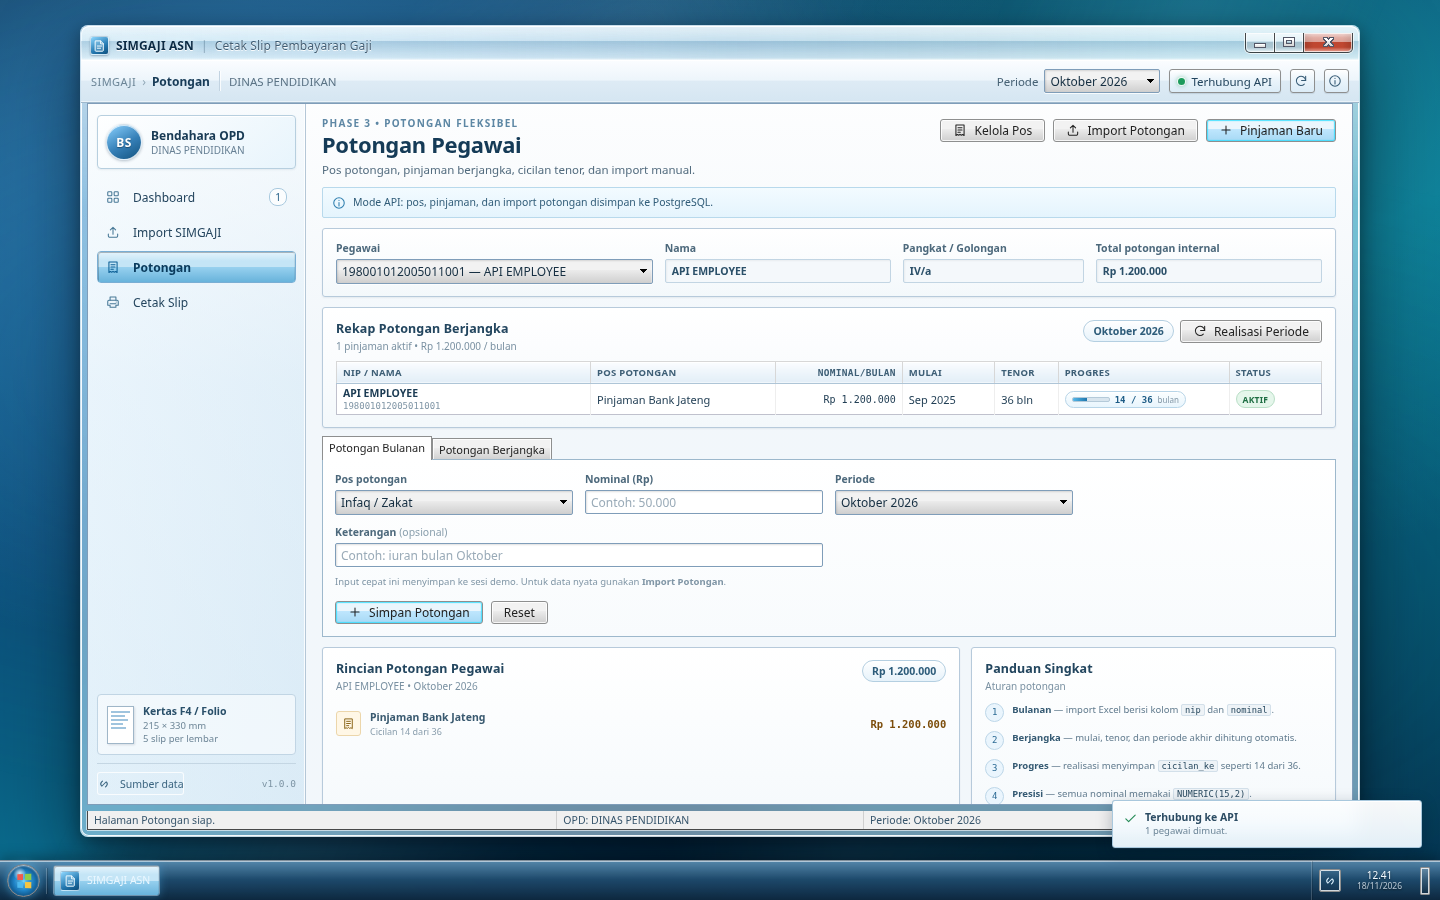 SIMGAJI ASN | Cetak Slip Pembayaran Gaji
SIMGAJI › Potongan | DINAS PENDIDIKAN
Periode Oktober 2026 Terhubung API
BS
Bendahara OPD
DINAS PENDIDIKAN
Dashboard 1
Import SIMGAJI
Potongan
Cetak Slip
Kertas F4 / Folio
215 × 330 mm
5 slip per lembar
Sumber data v1.0.0
PHASE 3 • POTONGAN FLEKSIBEL
Potongan Pegawai
Pos potongan, pinjaman berjangka, cicilan tenor, dan import manual.
Kelola Pos Import Potongan Pinjaman Baru
Mode API: pos, pinjaman, dan import potongan disimpan ke PostgreSQL.
Pegawai Nama Pangkat / Golongan Total potongan internal
198001012005011001 — API EMPLOYEE API EMPLOYEE IV/a Rp 1.200.000
Rekap Potongan Berjangka
1 pinjaman aktif • Rp 1.200.000 / bulan
Oktober 2026 Realisasi Periode
NIP / NAMA POS POTONGAN NOMINAL/BULAN MULAI TENOR PROGRES STATUS
API EMPLOYEE
198001012005011001
Pinjaman Bank Jateng Rp 1.200.000 Sep 2025 36 bln 14 / 36 bulan AKTIF
Potongan Bulanan Potongan Berjangka
Pos potongan Nominal (Rp) Periode
Infaq / Zakat Contoh: 50.000 Oktober 2026
Keterangan (opsional)
Contoh: iuran bulan Oktober
Input cepat ini menyimpan ke sesi demo. Untuk data nyata gunakan Import Potongan.
+ Simpan Potongan Reset
Rincian Potongan Pegawai Rp 1.200.000
API EMPLOYEE • Oktober 2026
Pinjaman Bank Jateng
Cicilan 14 dari 36
Rp 1.200.000
Panduan Singkat
Aturan potongan
1 Bulanan — import Excel berisi kolom nip dan nominal.
2 Berjangka — mulai, tenor, dan periode akhir dihitung otomatis.
3 Progres — realisasi menyimpan cicilan_ke seperti 14 dari 36.
4 Presisi — semua nominal memakai NUMERIC(15,2).
Halaman Potongan siap. OPD: DINAS PENDIDIKAN Periode: Oktober 2026
Terhubung ke API
1 pegawai dimuat.
SIMGAJI ASN
12.41
18/11/2026